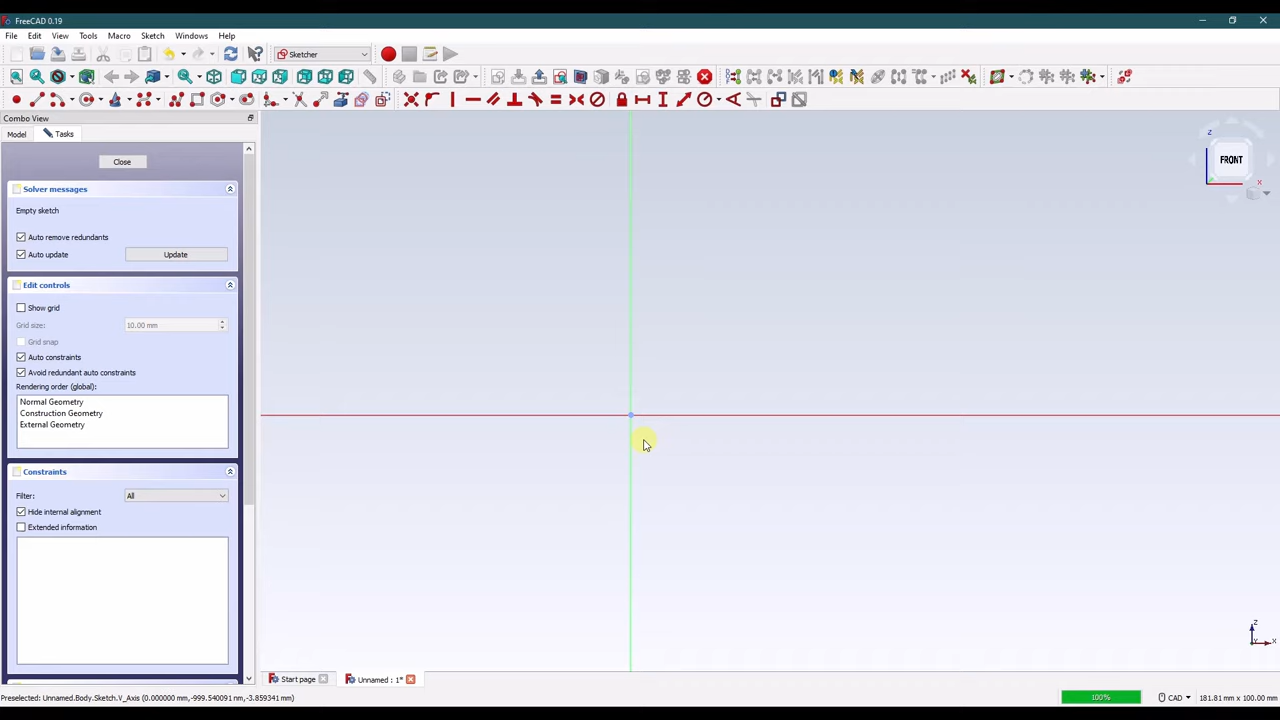 FreeCAD 0.19
File Edit View Tools Macro Sketch Windows Help
Sketcher
Combo View
Model Tasks
Close
Solver messages
Empty sketch
Auto remove redundants
Auto update Update
Edit controls
Show grid
Grid size: 10.00 mm
Grid snap
Auto constraints
Avoid redundant auto constraints
Rendering order (global):
Normal Geometry
Construction Geometry
External Geometry
Constraints
Filter: All
Hide internal alignment
Extended information
Z
FRONT
X
Z
Y X
Start page Unnamed : 1*
Preselected: Unnamed.Body.Sketch.V_Axis (0.000000 mm,-999.540091 nm,-3.859341 mm) 100% CAD 181.81 mm x 100.00 mm